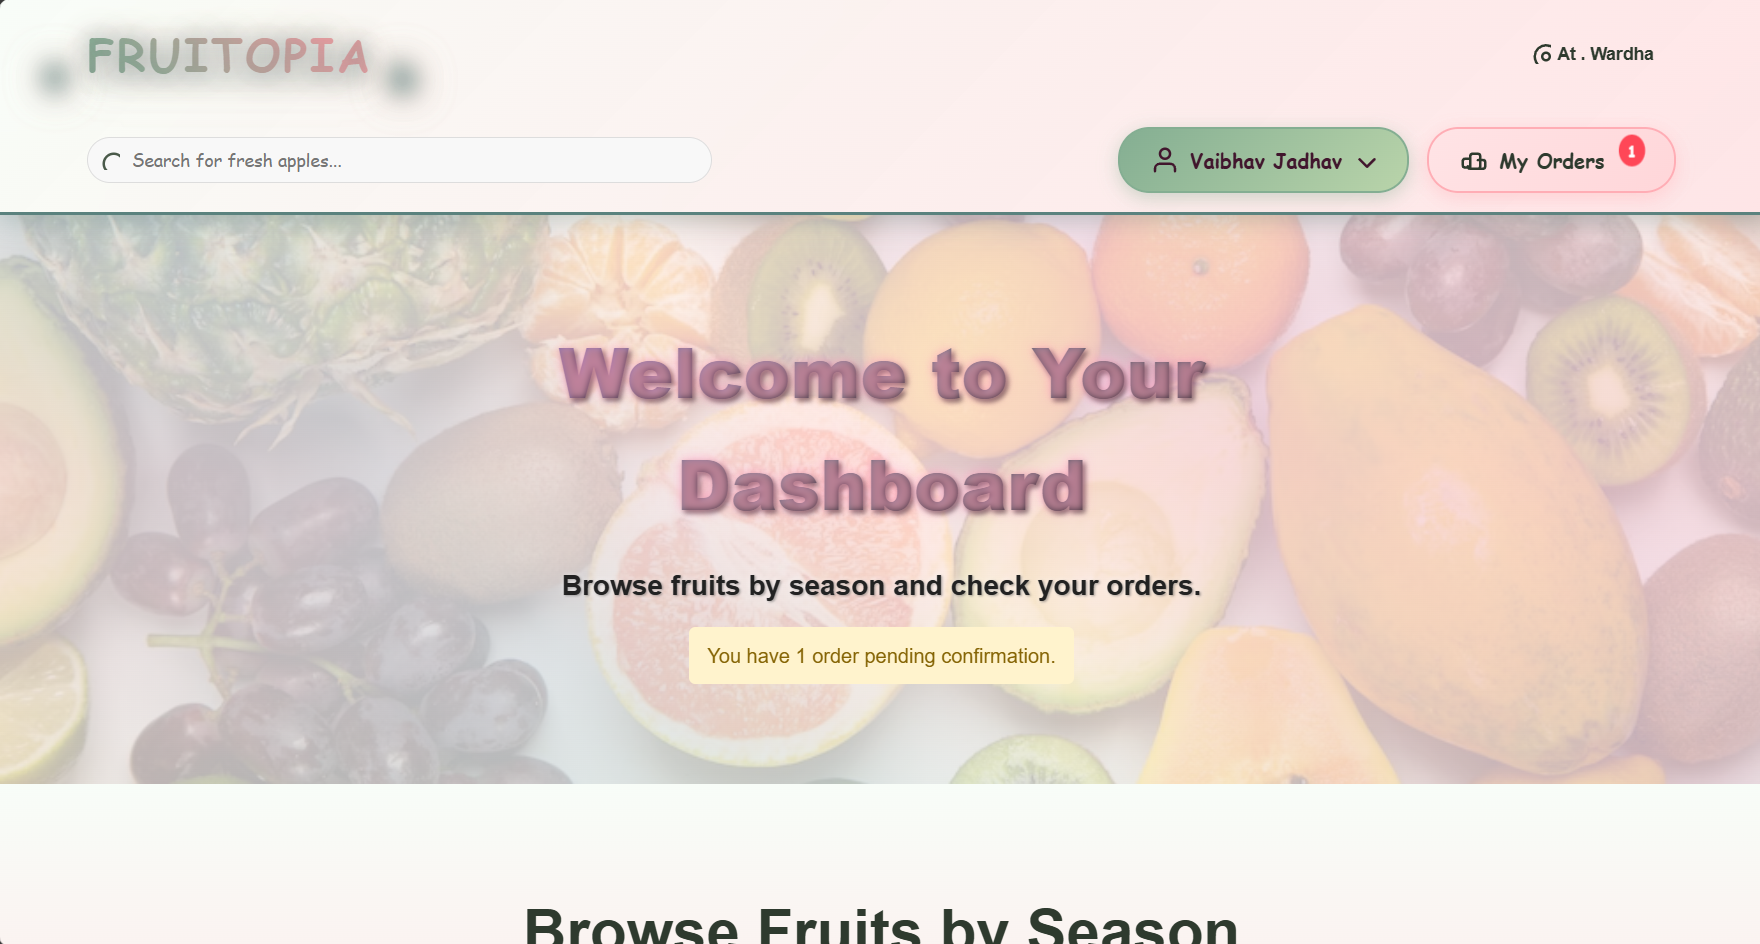 FRUITOPIA
At . Wardha
Search for fresh apples...
Vaibhav Jadhav
My Orders
1
Welcome to Your
Dashboard
Browse fruits by season and check your orders.
You have 1 order pending confirmation.
Browse Fruits by Season